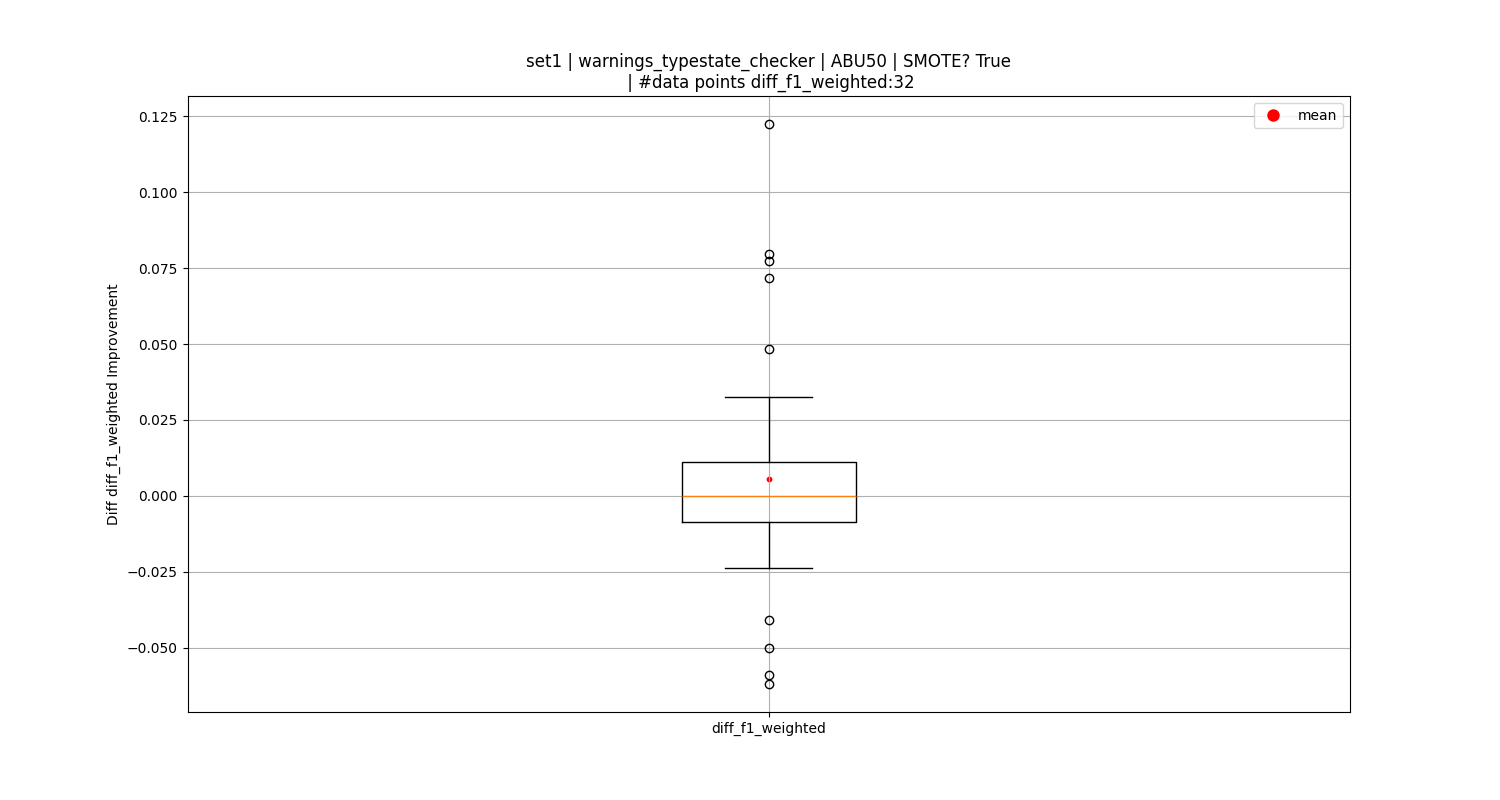 set1 | warnings_typestate_checker | ABU50 | SMOTE? True
| #data points diff_f1_weighted:32
mean
0.125
0.100
0.075
0.050
0.025
0.000
−0.025
−0.050
Diff diff_f1_weighted Improvement
diff_f1_weighted